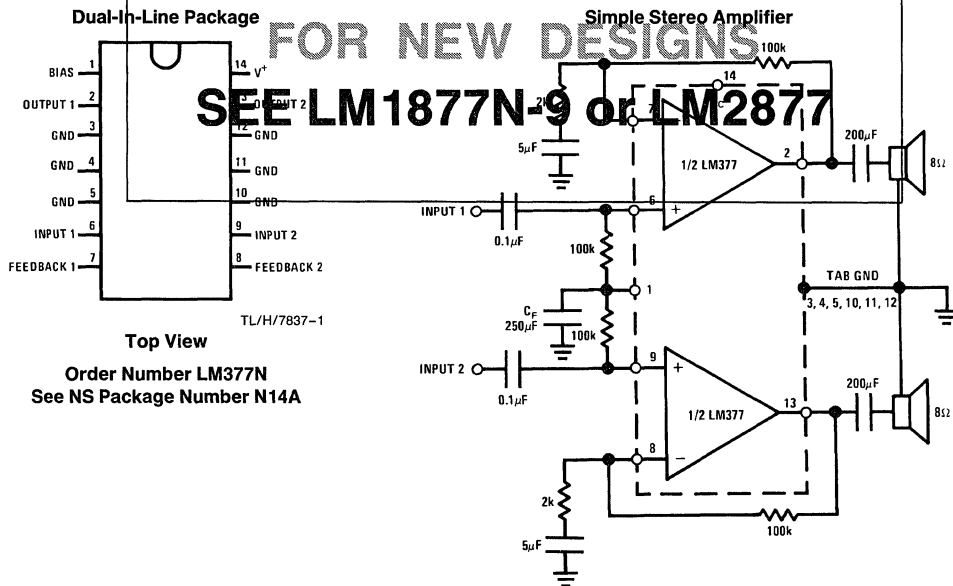 Dual-In-Line Package
Simple Stereo Amplifier
FOR NEW DESIGNS
SEE LM1877N-9 or LM2877
BIAS 1
OUTPUT 1 2
GND 3
GND 4
GND 5
INPUT 1 6
FEEDBACK 1 7
14 V+
OUTPUT 2
12 GND
11 GND
10 GND
9 INPUT 2
8 FEEDBACK 2
TL/H/7837-1
Top View
Order Number LM377N
See NS Package Number N14A
100k
14
2k
7
5μF
1/2 LM377
2
200μF
8Ω
INPUT 1
0.1μF
6
+
100k
1
CF
250μF
100k
TAB GND
3, 4, 5, 10, 11, 12
INPUT 2
0.1μF
9
+
1/2 LM377
13
200μF
8Ω
8
−
2k
5μF
100k